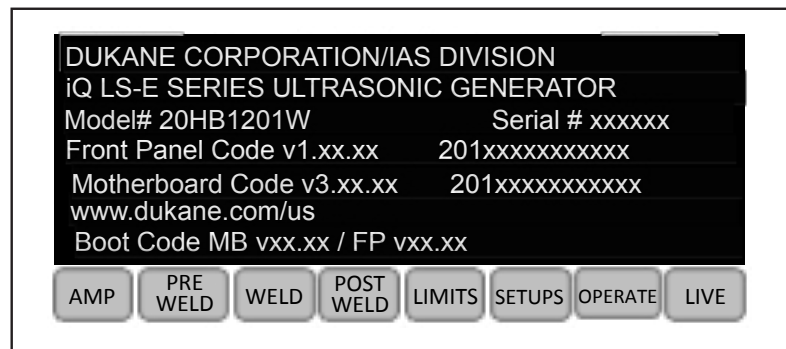 DUKANE CORPORATION/IAS DIVISION
iQ LS-E SERIES ULTRASONIC GENERATOR
Model# 20HB1201W Serial # xxxxxx
Front Panel Code v1.xx.xx 201xxxxxxxxxxx
Motherboard Code v3.xx.xx 201xxxxxxxxxxx
www.dukane.com/us
Boot Code MB vxx.xx / FP vxx.xx
AMP PRE WELD WELD POST WELD LIMITS SETUPS OPERATE LIVE